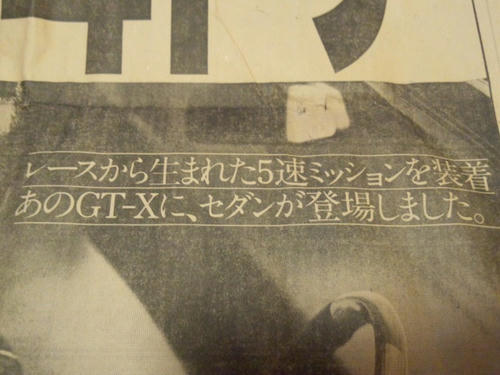 レースから生まれた5速ミッションを装着
あのGT-Xに、セダンが登場しました。